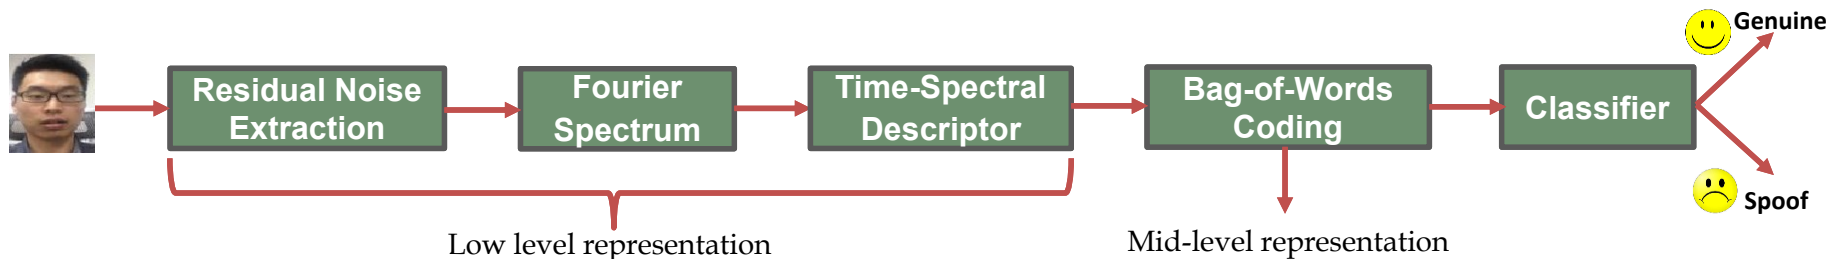 Residual Noise
Extraction
Fourier
Spectrum
Time-Spectral
Descriptor
Bag-of-Words
Coding
Classifier
Genuine
Spoof
Low level representation
Mid-level representation